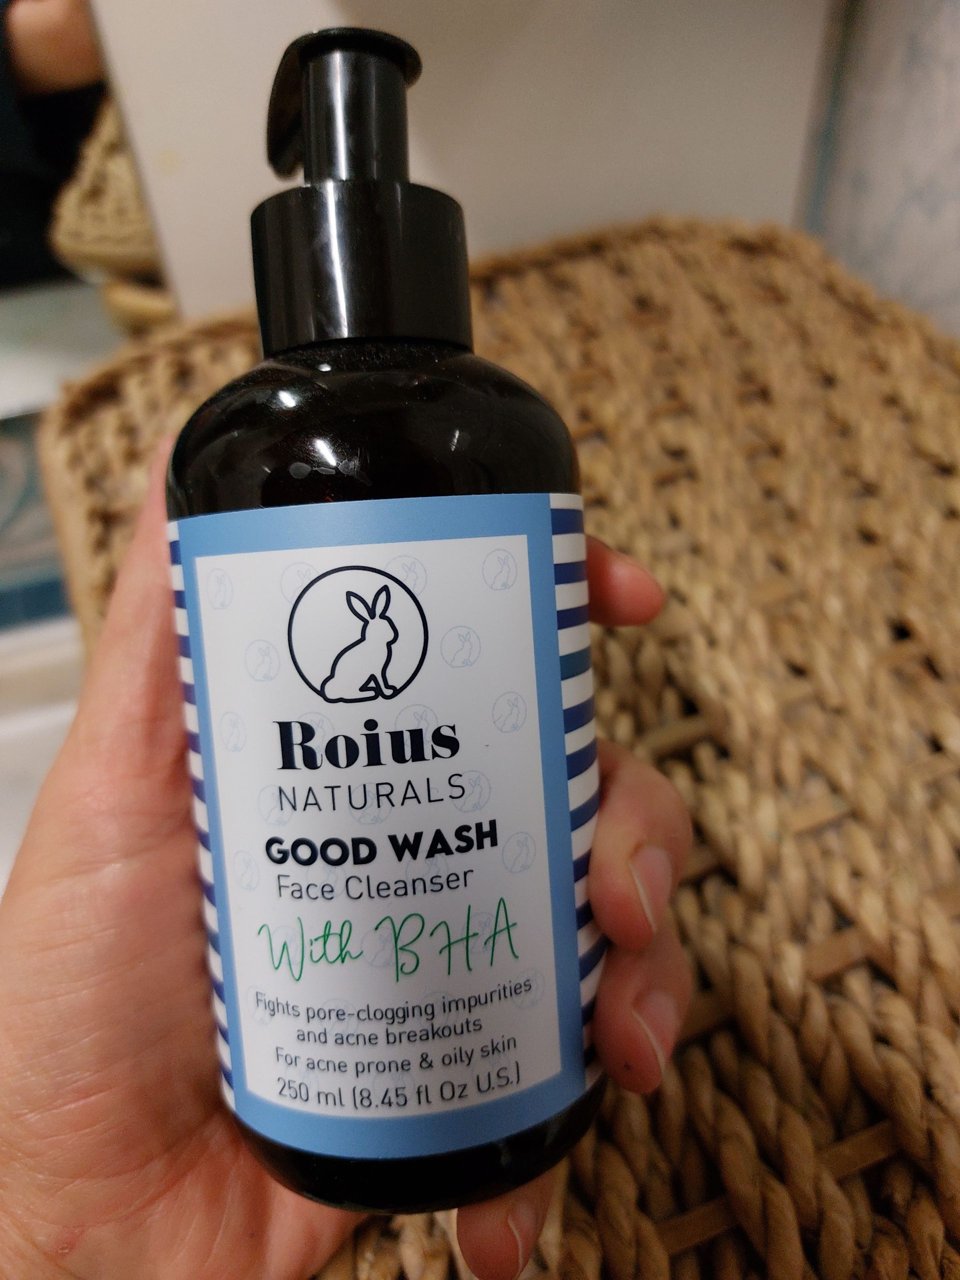 Roius
NATURALS
GOOD WASH
Face Cleanser
With BHA
Fights pore-clogging impurities
and acne breakouts
For acne prone & oily skin
250 ml (8.45 fl Oz U.S.)